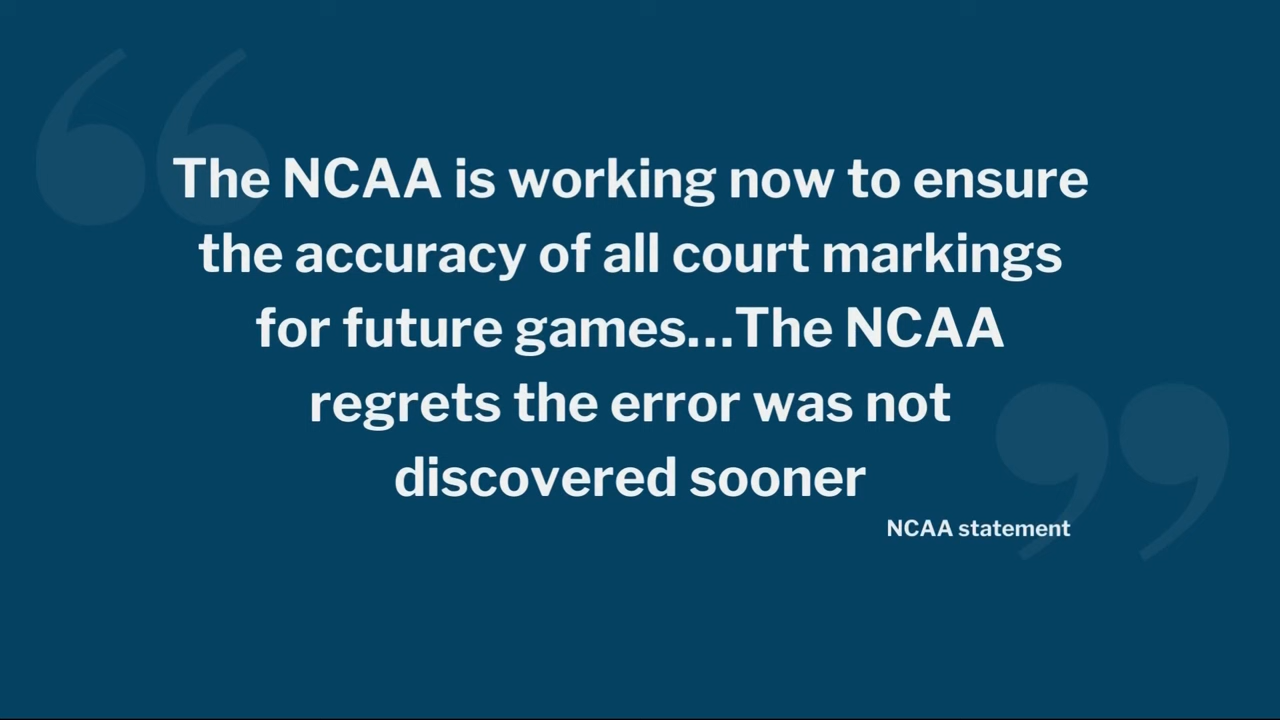 The NCAA is working now to ensure
the accuracy of all court markings
for future games...The NCAA
regrets the error was not
discovered sooner
NCAA statement